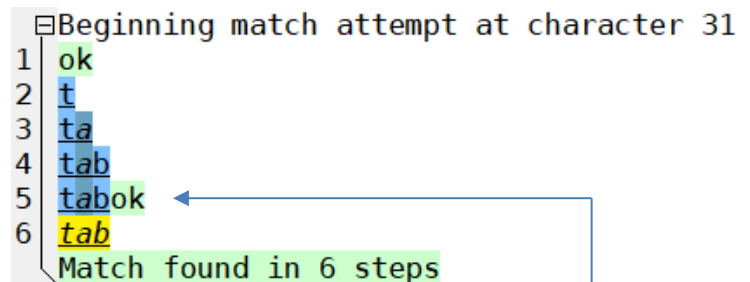 Beginning match attempt at character 31
1 ok
2 t
3 ta
4 tab
5 tabok
6 tab
Match found in 6 steps